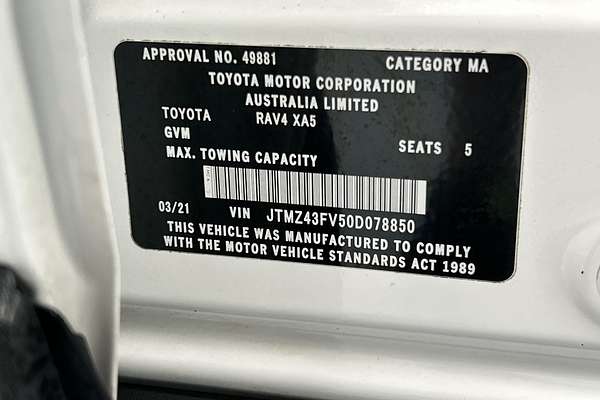 APPROVAL NO. 49881 CATEGORY MA
TOYOTA MOTOR CORPORATION
AUSTRALIA LIMITED
TOYOTA RAV4 XA5
GVM SEATS 5
MAX. TOWING CAPACITY
03/21 VIN JTMZ43FV50D078850
THIS VEHICLE WAS MANUFACTURED TO COMPLY
WITH THE MOTOR VEHICLE STANDARDS ACT 1989